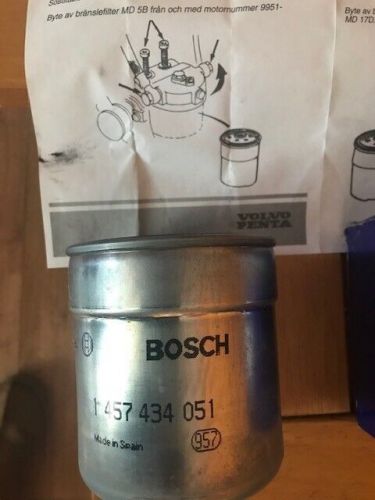 Byte av bränslefilter MD 5B från och med motornummer 9951-
Byte av
MD 17D
VOLVO
PENTA
BOSCH
1 457 434 051
Made in Spain
957